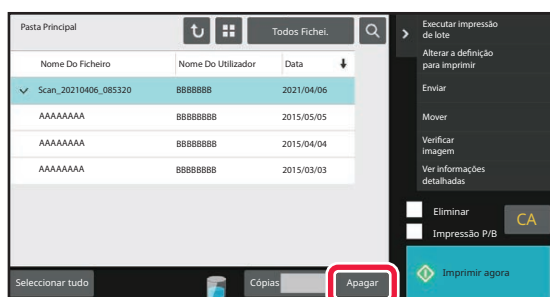 Pasta Principal
Todos Fichei.
Nome Do Ficheiro Nome Do Utilizador Data
Scan_20210406_085320 BBBBBBB 2021/04/06
AAAAAAAA BBBBBBBB 2015/05/05
AAAAAAAA BBBBBBBB 2015/04/04
AAAAAAAA BBBBBBBB 2015/03/03
Seleccionar tudo
Cópias
Apagar
Executar impressão
de lote
Alterar a definição
para imprimir
Enviar
Mover
Verificar
imagem
Ver informações
detalhadas
Eliminar
Impressão P/B
CA
Imprimir agora